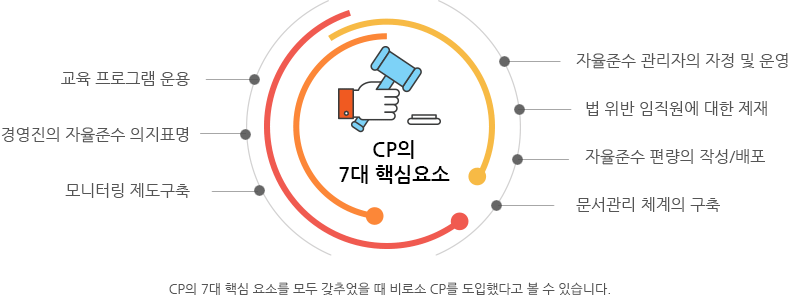 교육 프로그램 운용
경영진의 자율준수 의지표명
모니터링 제도구축
CP의
7대 핵심요소
자율준수 관리자의 자정 및 운영
법 위반 임직원에 대한 제재
자율준수 편량의 작성/배포
문서관리 체계의 구축
CP의 7대 핵심 요소를 모두 갖추었을 때 비로소 CP를 도입했다고 볼 수 있습니다.